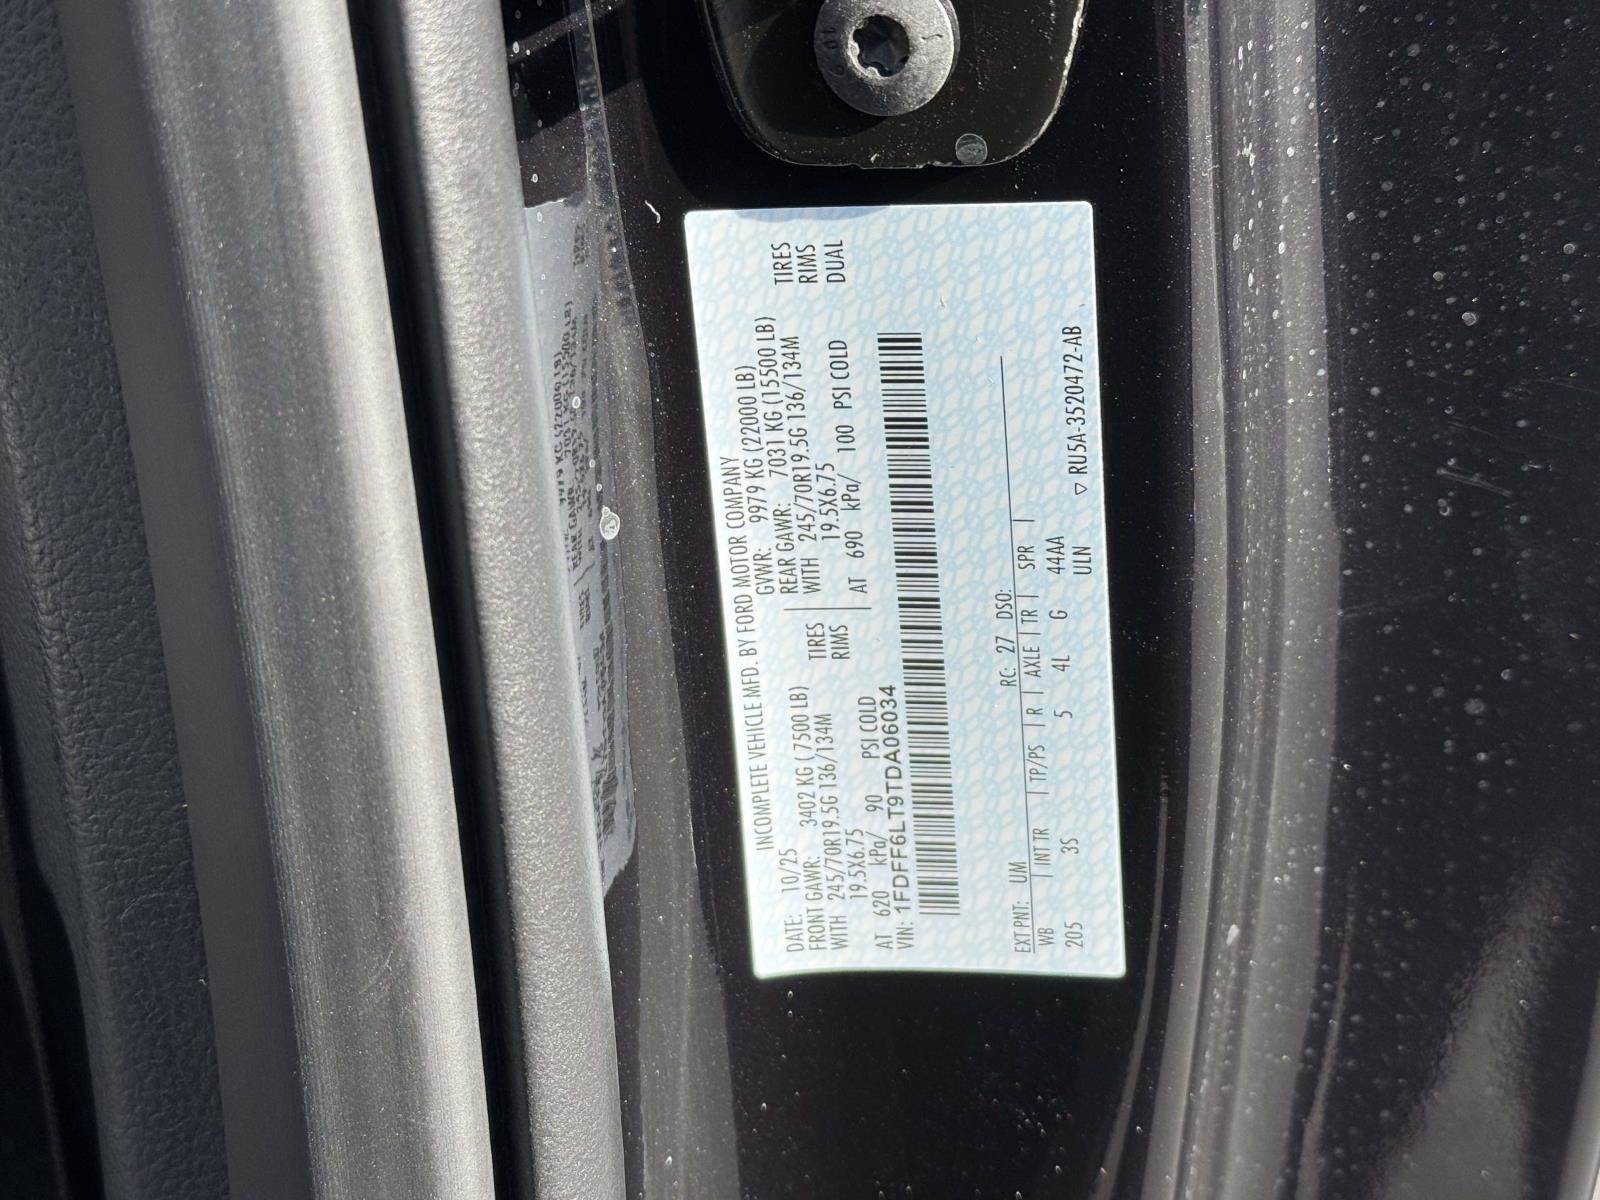 INCOMPLETE VEHICLE MFD. BY FORD MOTOR COMPANY
DATE: 10/25 GVWR: 9979 KG (22000 LB)
FRONT GAWR: 3402 KG (7500 LB) REAR GAWR: 7031 KG (15500 LB)
WITH 245/70R19.5G 136/134M TIRES WITH 245/70R19.5G 136/134M TIRES
19.5X6.75 RIMS 19.5X6.75 RIMS
AT 620 kPa/ 90 PSI COLD AT 690 kPa/ 100 PSI COLD DUAL
VIN: 1FDFF6LT9TDA06034
EXT PNT: UM RC: 27 DSO:
WB | INT TR | TP/PS | R | AXLE | TR | SPR |
205 3S 5 4L G 44AA
ULN
▽ RU5A-3520472-AB